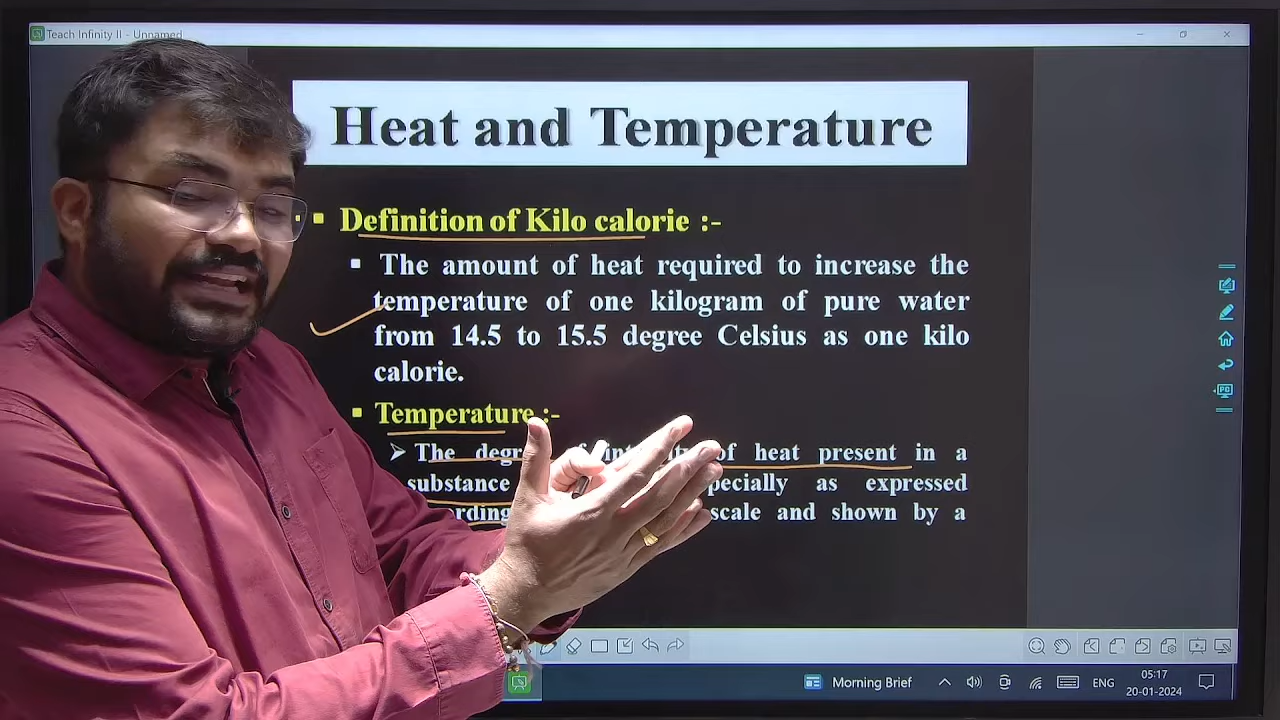 Teach Infinity II - Unnamed
Heat and Temperature
Definition of Kilo calorie :-
The amount of heat required to increase the
temperature of one kilogram of pure water
from 14.5 to 15.5 degree Celsius as one kilo
calorie.
Temperature :-
The of heat present in a
substance as expressed
scale and shown by a
Morning Brief
ENG
05:17
20-01-2024